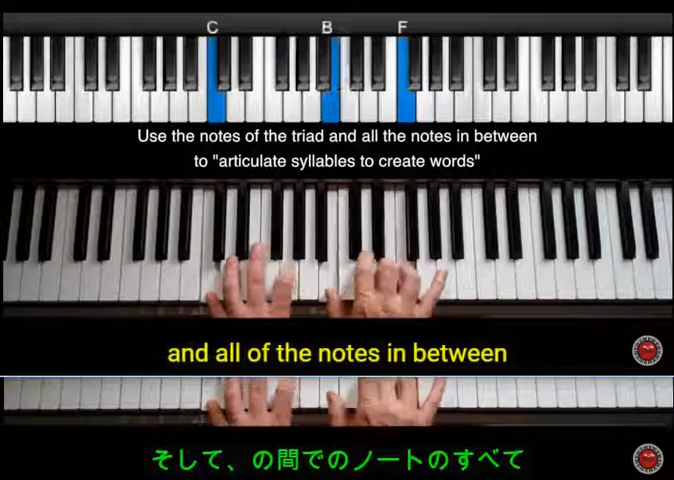 C B F
Use the notes of the triad and all the notes in between
to "articulate syllables to create words"
and all of the notes in between
そして、の間でのノートのすべて